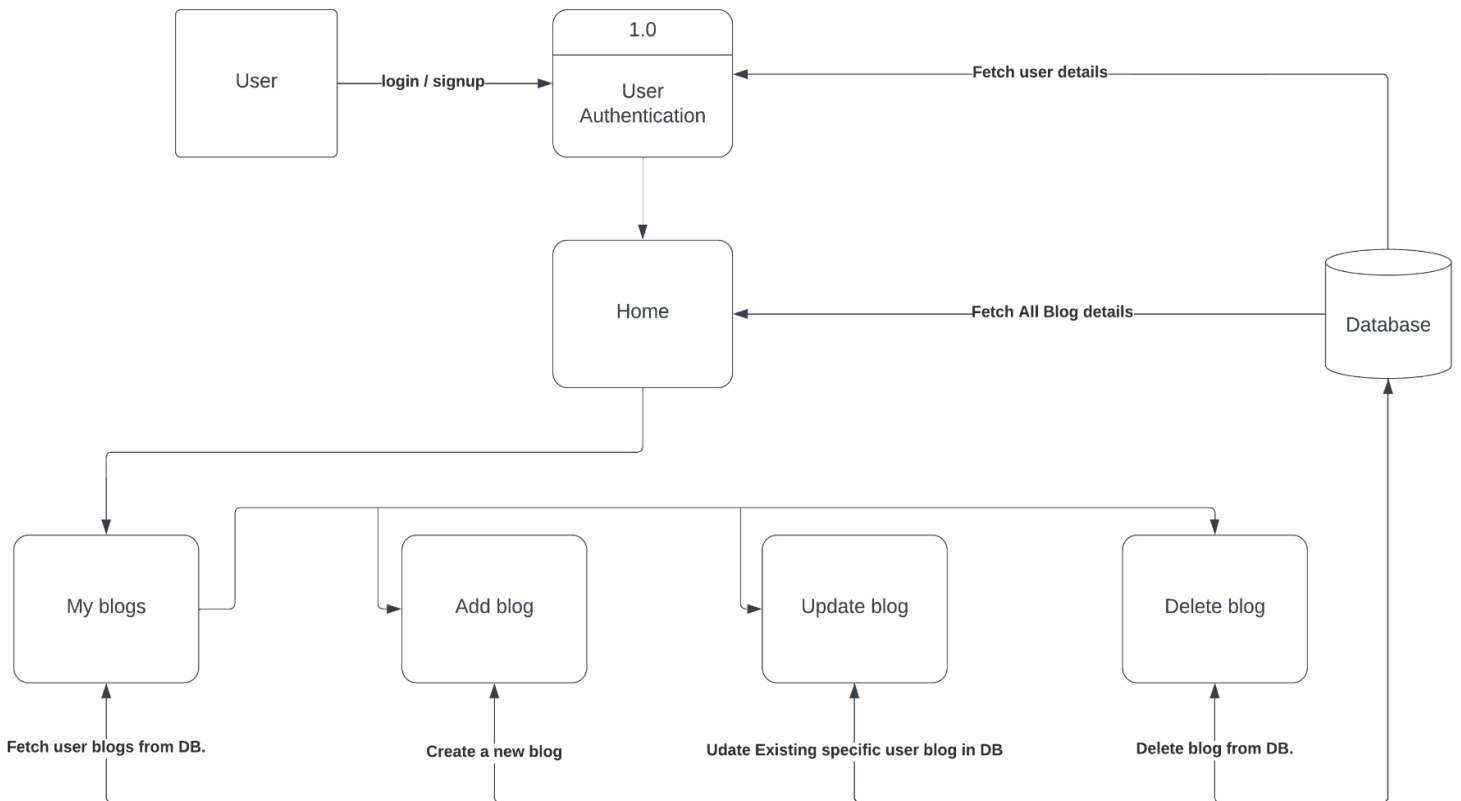 1.0
User
login / signup
User
Authentication
Fetch user details
Home
Fetch All Blog details
Database
My blogs
Add blog
Update blog
Delete blog
Fetch user blogs from DB.
Create a new blog
Udate Existing specific user blog in DB
Delete blog from DB.